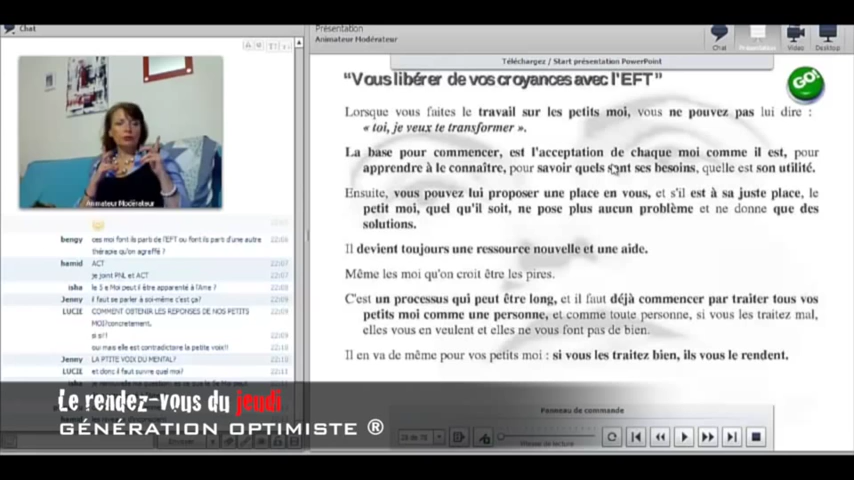 Chat
Présentation
Animateur Modérateur
Chat
Présentation
Video
Desktop
Téléchargez / Start présentation PowerPoint
"Vous libérer de vos croyances avec l'EFT"
GO!
Lorsque vous faites le travail sur les petits moi, vous ne pouvez pas lui dire :
« toi, je veux te transformer ».
La base pour commencer, est l'acceptation de chaque moi comme il est, pour
apprendre à le connaître, pour savoir quels sont ses besoins, quelle est son utilité.
Ensuite, vous pouvez lui proposer une place en vous, et s'il est à sa juste place, le
petit moi, quel qu'il soit, ne pose plus aucun problème et ne donne que des
solutions.
Il devient toujours une ressource nouvelle et une aide.
Même les moi qu'on croit être les pires.
C'est un processus qui peut être long, et il faut déjà commencer par traiter tous vos
petits moi comme une personne, et comme toute personne, si vous les traitez mal,
elles vous en veulent et elles ne vous font pas de bien.
Il en va de même pour vos petits moi : si vous les traitez bien, ils vous le rendent.
Animateur Modérateur
bengy ces moi font ils parti de l'EFT ou font ils parti d'une autre 22:06
thérapie qu'on agreffé ?
hamid ACT 22:07
je joint PNL et ACT 22:07
isha le S e Moi peut il être apparenté à l'Ame ? 22:08
Jenny il faut se parler à soi-même c'est ça? 22:09
LUCIE COMMENT OBTENIR LES REPONSES DE NOS PETITS 22:09
MOI?concretement.
si si!!
oui mais elle est contradictoire la petite voix!!
Jenny LA PTITE VOIX DU MENTAL? 22:10
LUCIE et donc il faut suivre quel moi? 22:11
Le rendez-vous du jeudi
GÉNÉRATION OPTIMISTE ®
Panneau de commande
Vitesse de lecture